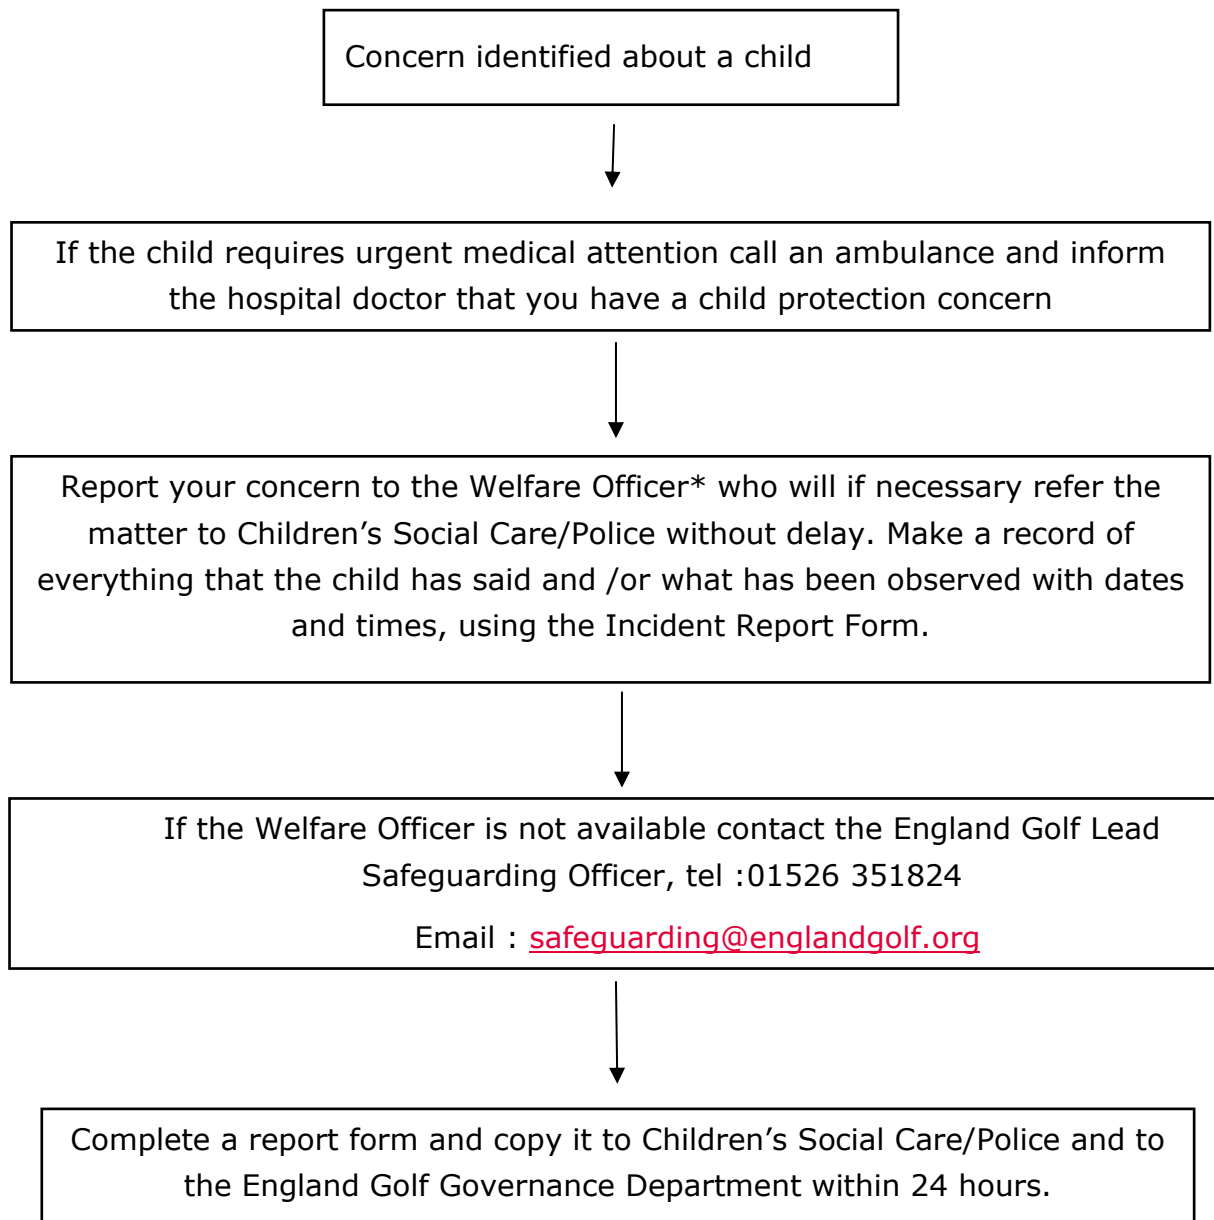 Concern identified about a child
If the child requires urgent medical attention call an ambulance and inform
the hospital doctor that you have a child protection concern
Report your concern to the Welfare Officer* who will if necessary refer the
matter to Children’s Social Care/Police without delay. Make a record of
everything that the child has said and /or what has been observed with dates
and times, using the Incident Report Form.
If the Welfare Officer is not available contact the England Golf Lead
Safeguarding Officer, tel :01526 351824
Email : safeguarding@englandgolf.org
Complete a report form and copy it to Children’s Social Care/Police and to
the England Golf Governance Department within 24 hours.